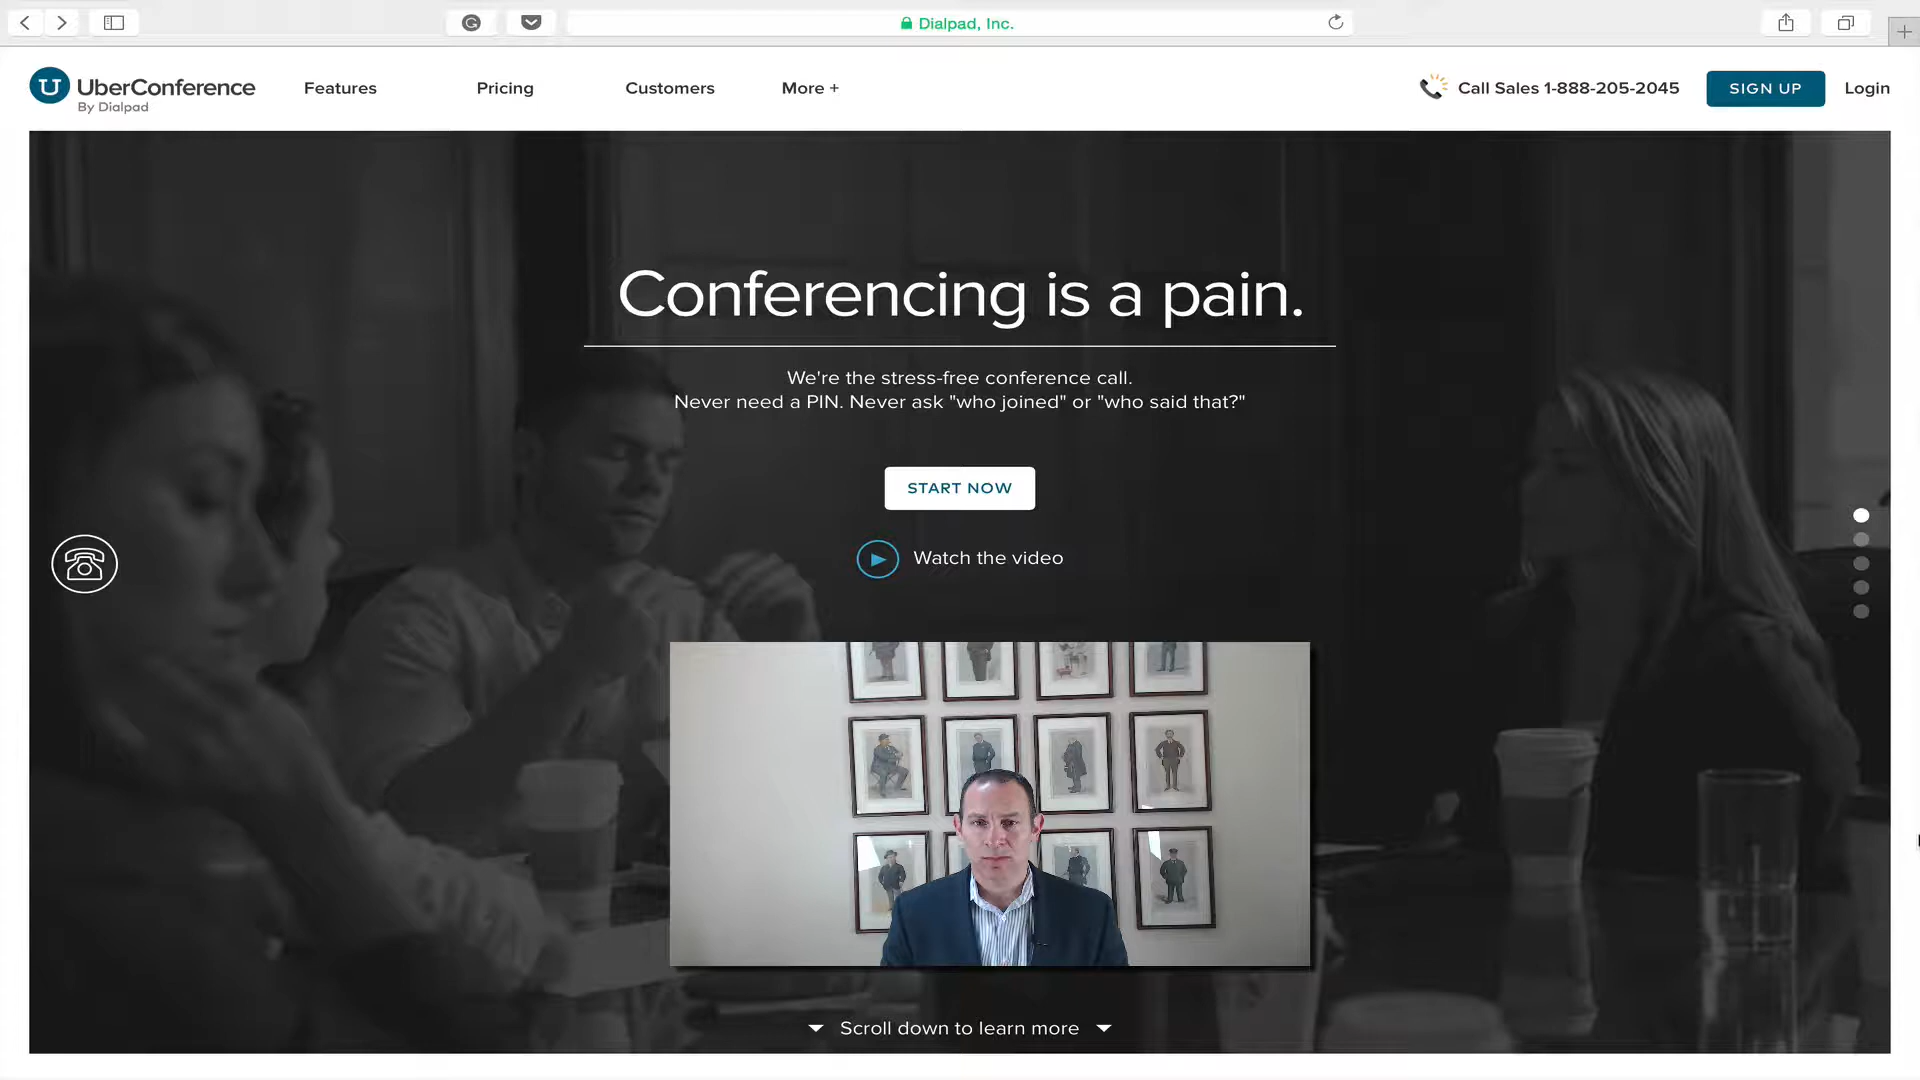 Dialpad, Inc.
UberConference
By Dialpad
Features
Pricing
Customers
More +
Call Sales 1-888-205-2045
SIGN UP
Login
Conferencing is a pain.
We're the stress-free conference call.
Never need a PIN. Never ask "who joined" or "who said that?"
START NOW
Watch the video
Scroll down to learn more